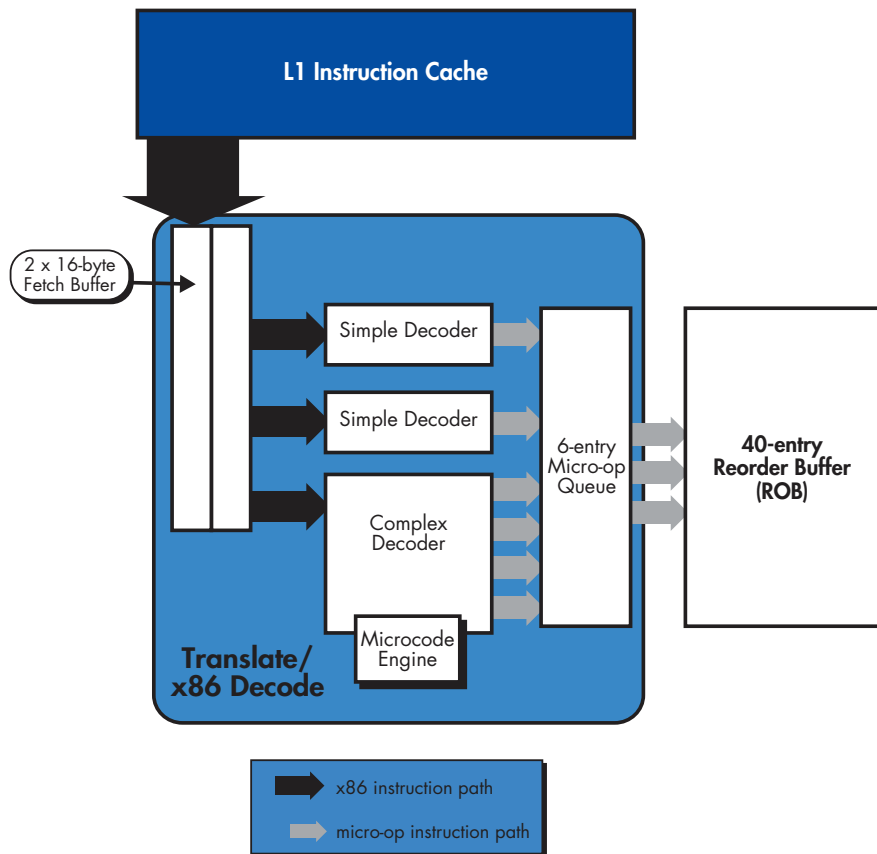 L1 Instruction Cache
2 x 16-byte
Fetch Buffer
Simple Decoder
Simple Decoder
Complex
Decoder
Microcode
Engine
6-entry
Micro-op
Queue
40-entry
Reorder Buffer
(ROB)
Translate/
x86 Decode
x86 instruction path
micro-op instruction path